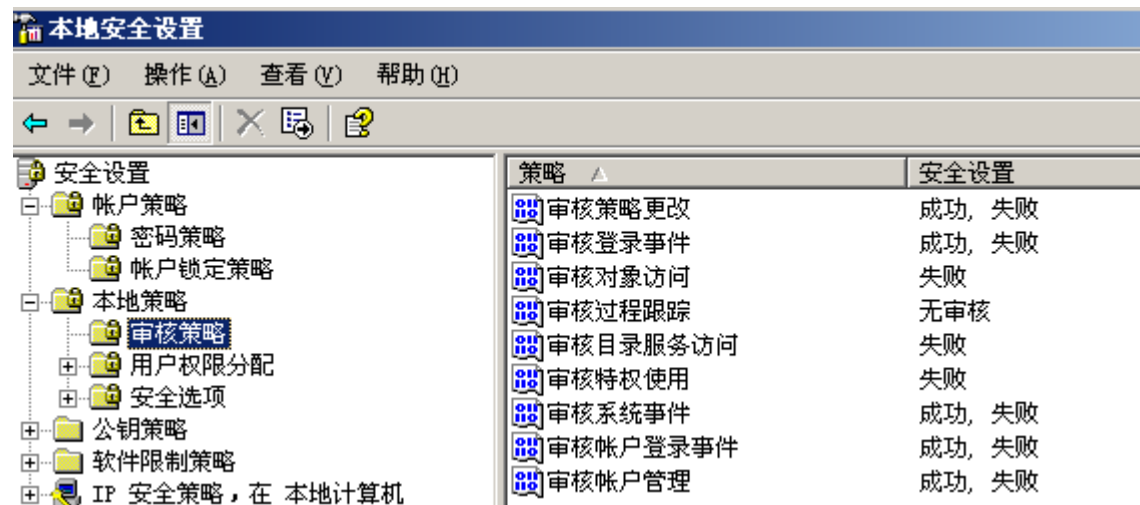 本地安全设置
文件(F) 操作(A) 查看(V) 帮助(H)
安全设置
帐户策略
密码策略
帐户锁定策略
本地策略
审核策略
用户权限分配
安全选项
公钥策略
软件限制策略
IP 安全策略，在 本地计算机
策略 安全设置
审核策略更改 成功, 失败
审核登录事件 成功, 失败
审核对象访问 失败
审核过程跟踪 无审核
审核目录服务访问 失败
审核特权使用 失败
审核系统事件 成功, 失败
审核帐户登录事件 成功, 失败
审核帐户管理 成功, 失败